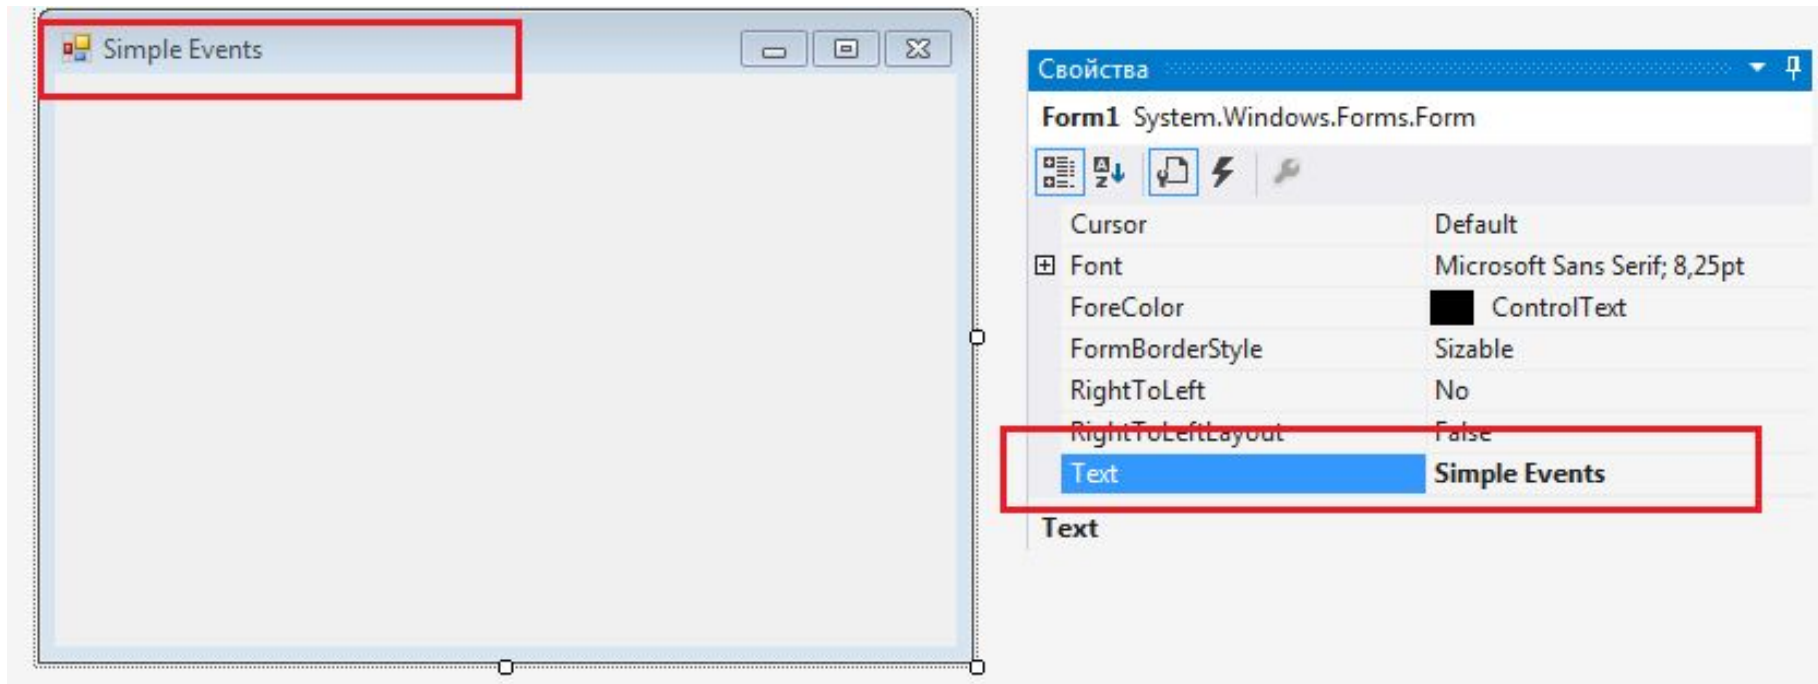 Simple Events
Свойства
Form1 System.Windows.Forms.Form
Cursor Default
Font Microsoft Sans Serif; 8,25pt
ForeColor ControlText
FormBorderStyle Sizable
RightToLeft No
RightToLeftLayout False
Text Simple Events
Text